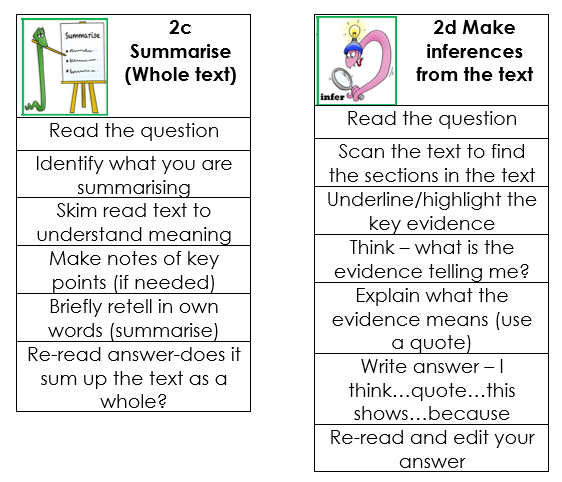 Summarise
2c
Summarise
(Whole text)
Read the question
Identify what you are
summarising
Skim read text to
understand meaning
Make notes of key
points (if needed)
Briefly retell in own
words (summarise)
Re-read answer-does it
sum up the text as a
whole?
infer
2d Make
inferences
from the text
Read the question
Scan the text to find
the sections in the text
Underline/highlight the
key evidence
Think – what is the
evidence telling me?
Explain what the
evidence means (use
a quote)
Write answer – I
think…quote…this
shows…because
Re-read and edit your
answer